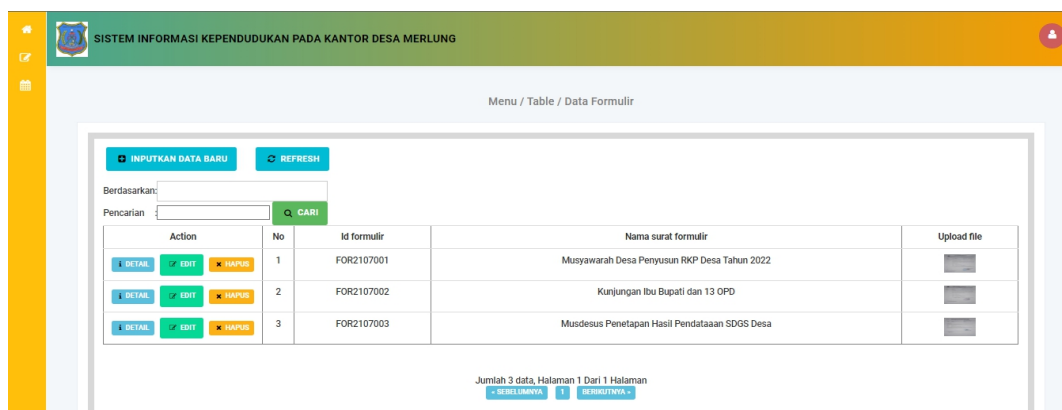 SISTEM INFORMASI KEPENDUDUKAN PADA KANTOR DESA MERLUNG
Menu / Table / Data Formulir
INPUTKAN DATA BARU REFRESH
Berdasarkan:
Pencarian :
CARI
Action No Id formulir Nama surat formulir Upload file
DETAIL EDIT HAPUS 1 FOR2107001 Musyawarah Desa Penyusun RKP Desa Tahun 2022
DETAIL EDIT HAPUS 2 FOR2107002 Kunjungan Ibu Bupati dan 13 OPD
DETAIL EDIT HAPUS 3 FOR2107003 Musdesus Penetapan Hasil Pendataaan SDGS Desa
Jumlah 3 data, Halaman 1 Dari 1 Halaman
« SEBELUMNYA 1 BERIKUTNYA »